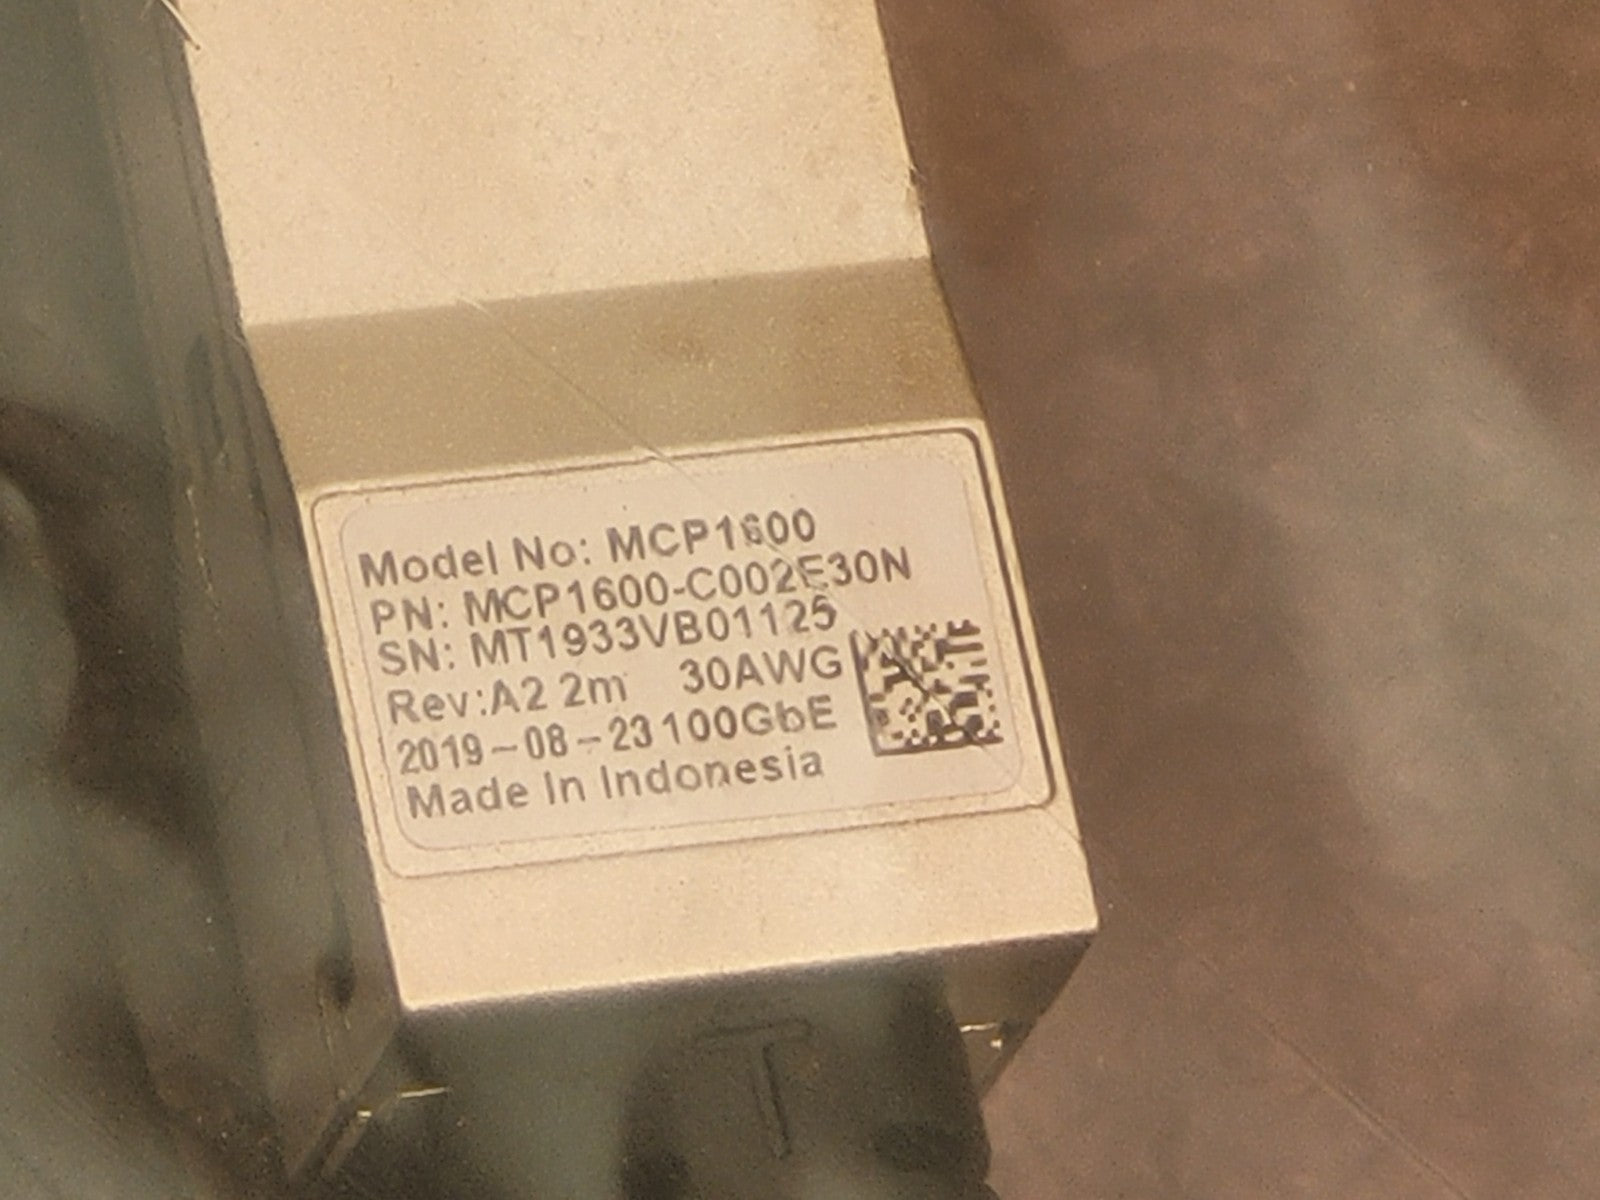 Model No: MCP1600
PN: MCP1600-C002E30N
SN: MT1933VB01125
Rev:A2 2m 30AWG
2019-08-23 100GbE
Made In Indonesia
T